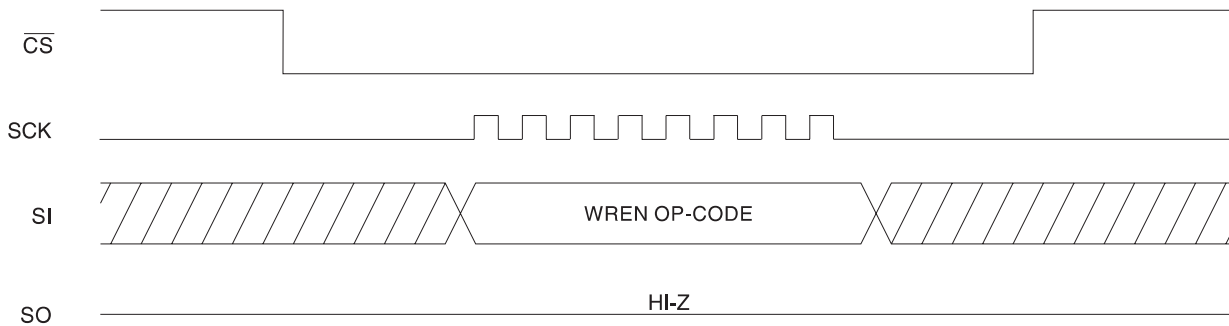 CS
SCK
SI
WREN OP-CODE
HI-Z
SO